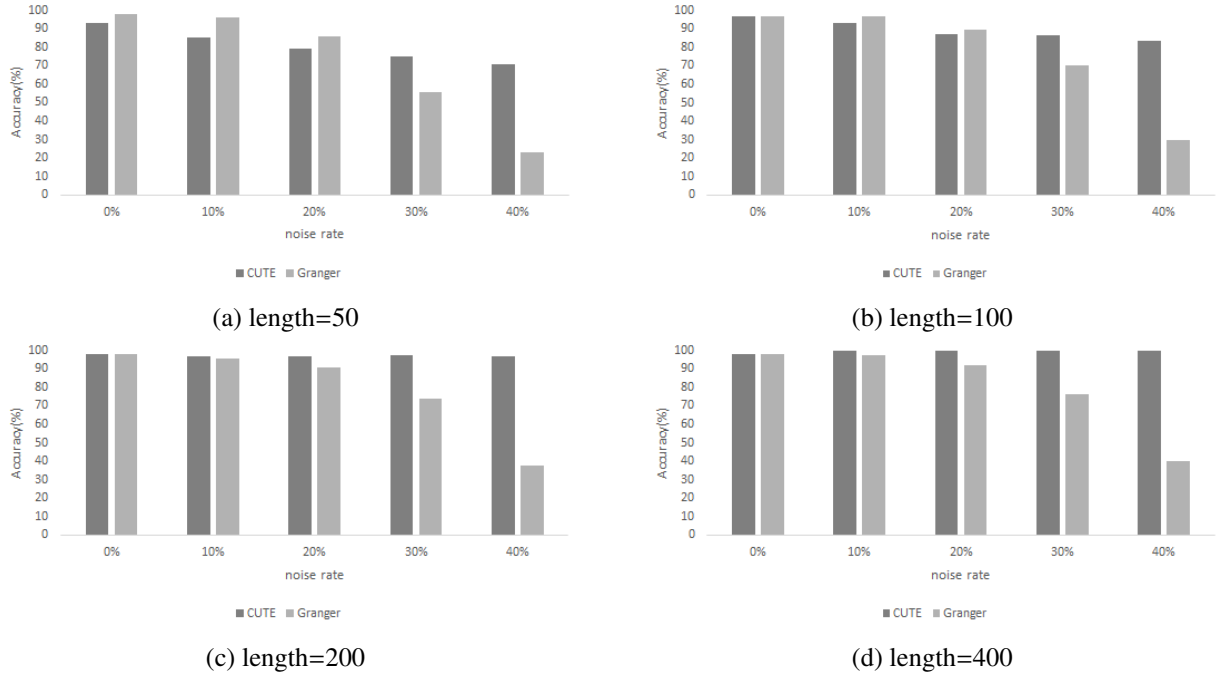 100
90
80
70
60
50
40
30
20
10
0
Accuracy(%)
0% 10% 20% 30% 40%
noise rate
CUTE Granger
(a) length=50
100
90
80
70
60
50
40
30
20
10
0
Accuracy(%)
0% 10% 20% 30% 40%
noise rate
CUTE Granger
(b) length=100
100
90
80
70
60
50
40
30
20
10
0
Accuracy(%)
0% 10% 20% 30% 40%
noise rate
CUTE Granger
(c) length=200
100
90
80
70
60
50
40
30
20
10
0
Accuracy(%)
0% 10% 20% 30% 40%
noise rate
CUTE Granger
(d) length=400